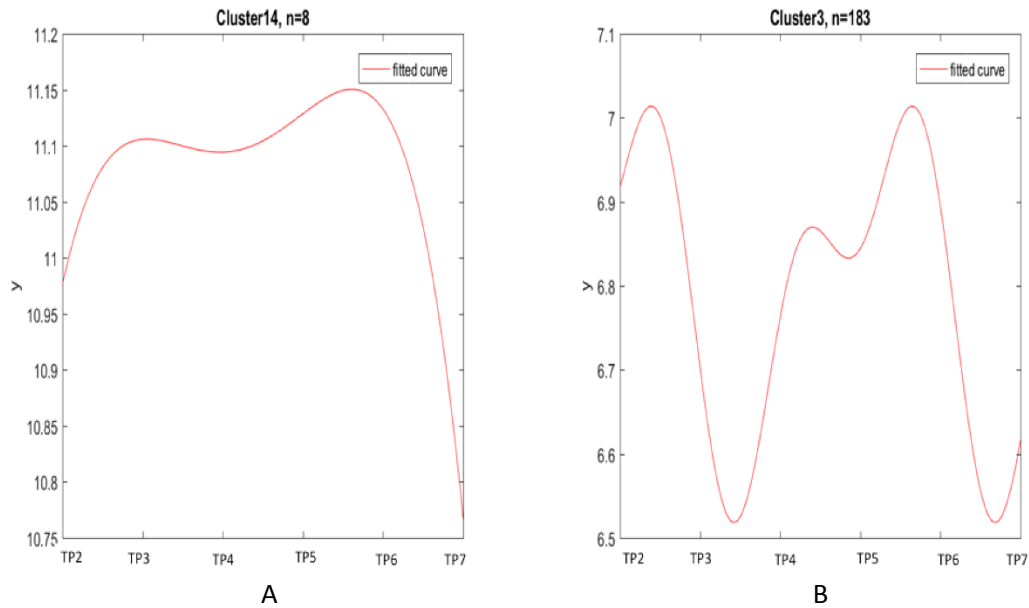 Cluster14, n=8
11.2
11.15
11.1
11.05
11
10.95
10.9
10.85
10.8
10.75
y
fitted curve
TP2 TP3 TP4 TP5 TP6 TP7
A
Cluster3, n=183
7.1
7
6.9
6.8
6.7
6.6
6.5
y
fitted curve
TP2 TP3 TP4 TP5 TP6 TP7
B